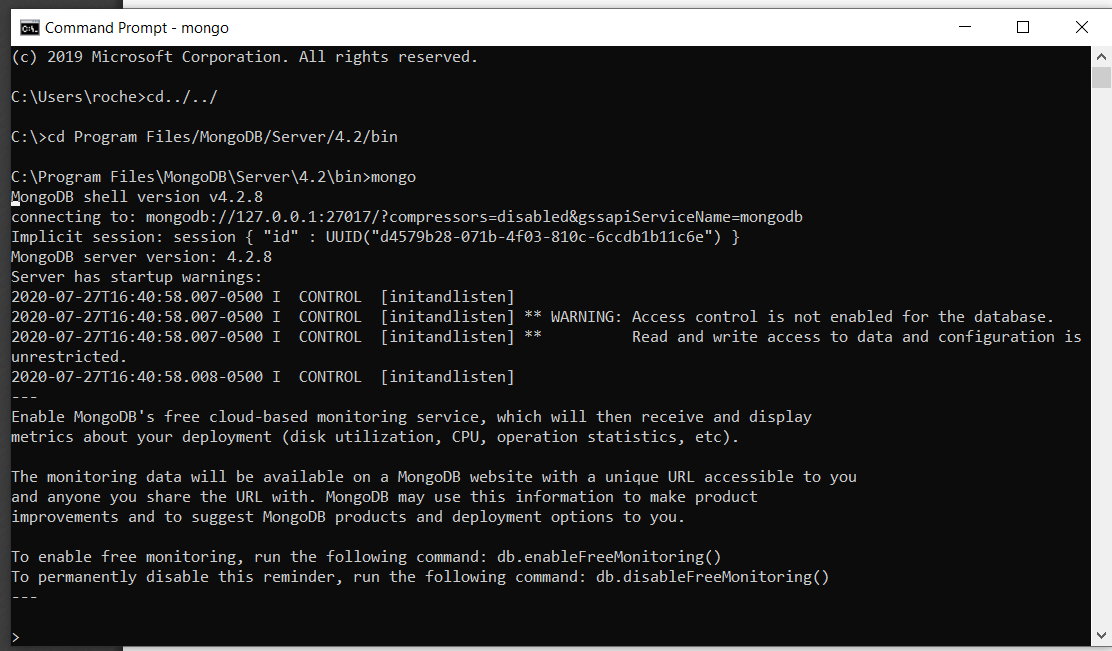 Command Prompt - mongo
(c) 2019 Microsoft Corporation. All rights reserved.
C:\Users\roche>cd../../
C:\>cd Program Files/MongoDB/Server/4.2/bin
C:\Program Files\MongoDB\Server\4.2\bin>mongo
MongoDB shell version v4.2.8
connecting to: mongodb://127.0.0.1:27017/?compressors=disabled&gssapiServiceName=mongodb
Implicit session: session { "id" : UUID("d4579b28-071b-4f03-810c-6ccdb1b11c6e") }
MongoDB server version: 4.2.8
Server has startup warnings:
2020-07-27T16:40:58.007-0500 I  CONTROL  [initandlisten]
2020-07-27T16:40:58.007-0500 I  CONTROL  [initandlisten] ** WARNING: Access control is not enabled for the database.
2020-07-27T16:40:58.007-0500 I  CONTROL  [initandlisten] **          Read and write access to data and configuration is
unrestricted.
2020-07-27T16:40:58.008-0500 I  CONTROL  [initandlisten]
---
Enable MongoDB's free cloud-based monitoring service, which will then receive and display
metrics about your deployment (disk utilization, CPU, operation statistics, etc).
The monitoring data will be available on a MongoDB website with a unique URL accessible to you
and anyone you share the URL with. MongoDB may use this information to make product
improvements and to suggest MongoDB products and deployment options to you.
To enable free monitoring, run the following command: db.enableFreeMonitoring()
To permanently disable this reminder, run the following command: db.disableFreeMonitoring()
---
>